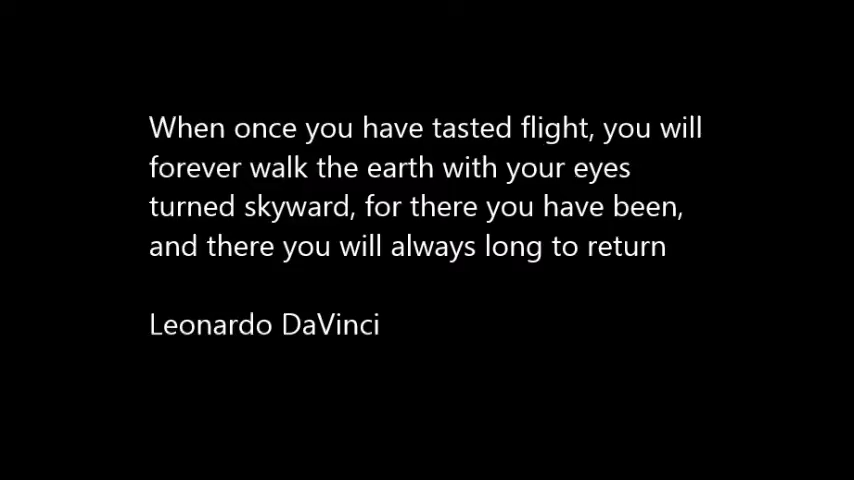 When once you have tasted flight, you will
forever walk the earth with your eyes
turned skyward, for there you have been,
and there you will always long to return
Leonardo DaVinci